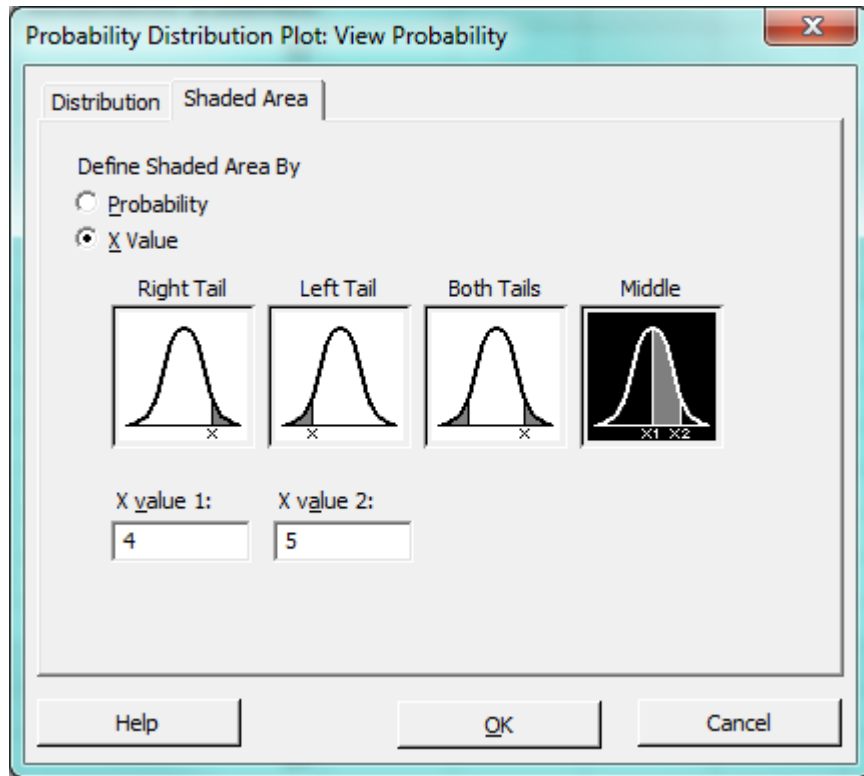 Probability Distribution Plot: View Probability
Distribution Shaded Area
Define Shaded Area By
Probability
X Value
Right Tail Left Tail Both Tails Middle
X X X X1 X2
X value 1: X value 2:
4 5
Help OK Cancel